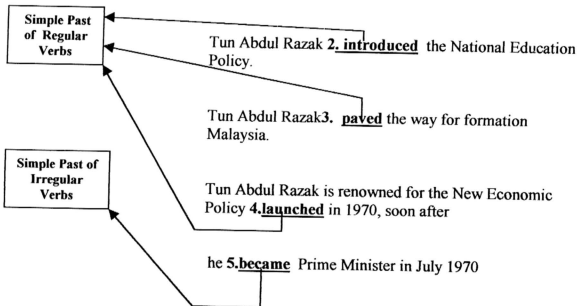 Simple Past
of Regular
Verbs
Tun Abdul Razak 2. introduced the National Education
Policy.
Tun Abdul Razak3. paved the way for formation
Malaysia.
Simple Past of
Irregular
Verbs
Tun Abdul Razak is renowned for the New Economic
Policy 4.launched in 1970, soon after
he 5.became Prime Minister in July 1970